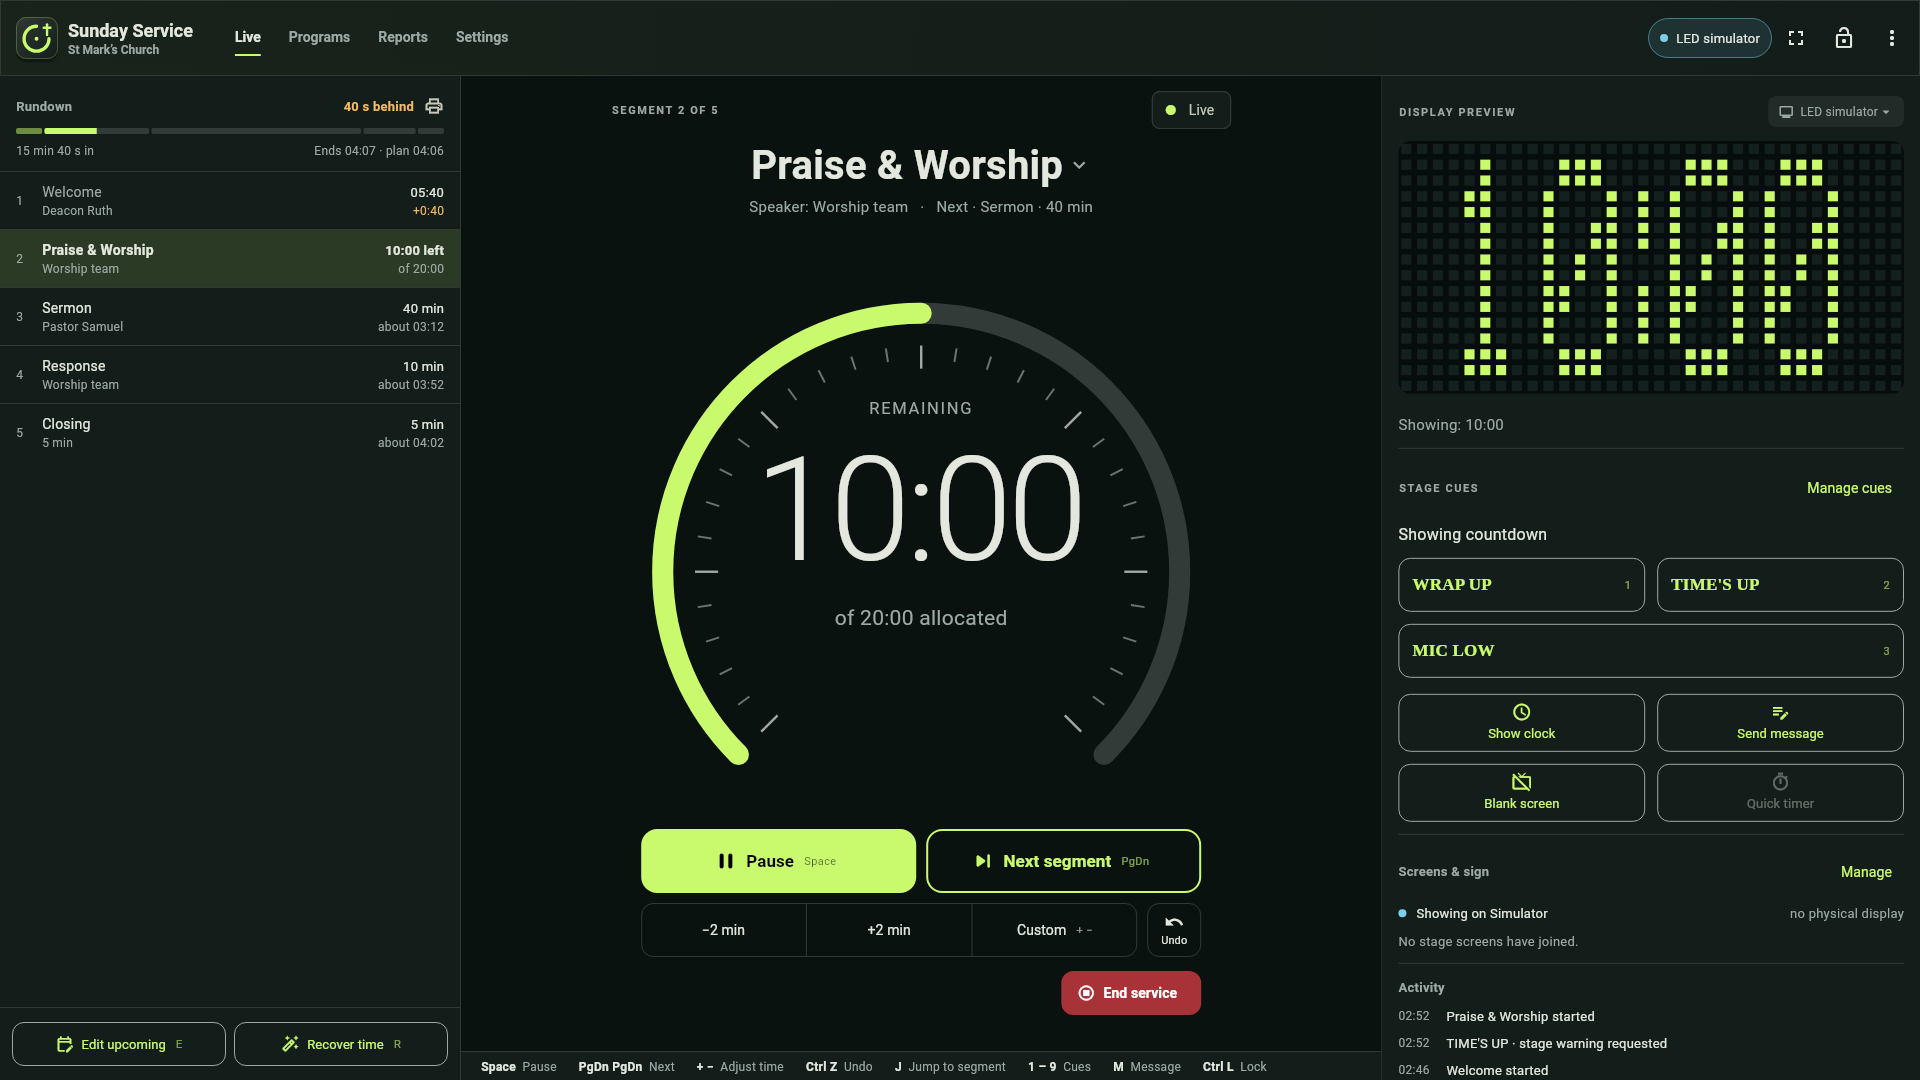 Sunday Service
St Mark's Church
Live
Programs
Reports
Settings
LED simulator
Rundown
40 s behind
15 min 40 s in
Ends 04:07 · plan 04:06
1
Welcome
05:40
Deacon Ruth
+0:40
2
Praise & Worship
10:00 left
Worship team
of 20:00
3
Sermon
40 min
Pastor Samuel
about 03:12
4
Response
10 min
Worship team
about 03:52
5
Closing
5 min
5 min
about 04:02
Edit upcoming E
Recover time R
SEGMENT 2 OF 5
Live
Praise & Worship
Speaker: Worship team · Next · Sermon · 40 min
REMAINING
10:00
of 20:00 allocated
Pause Space
Next segment PgDn
−2 min
+2 min
Custom + −
Undo
End service
Space Pause
PgDn PgDn Next
+ − Adjust time
Ctrl Z Undo
J Jump to segment
1 – 9 Cues
M Message
Ctrl L Lock
DISPLAY PREVIEW
LED simulator
10:00
Showing: 10:00
STAGE CUES
Manage cues
Showing countdown
WRAP UP 1
TIME'S UP 2
MIC LOW 3
Show clock
Send message
Blank screen
Quick timer
Screens & sign
Manage
Showing on Simulator
no physical display
No stage screens have joined.
Activity
02:52 Praise & Worship started
02:52 TIME'S UP · stage warning requested
02:46 Welcome started